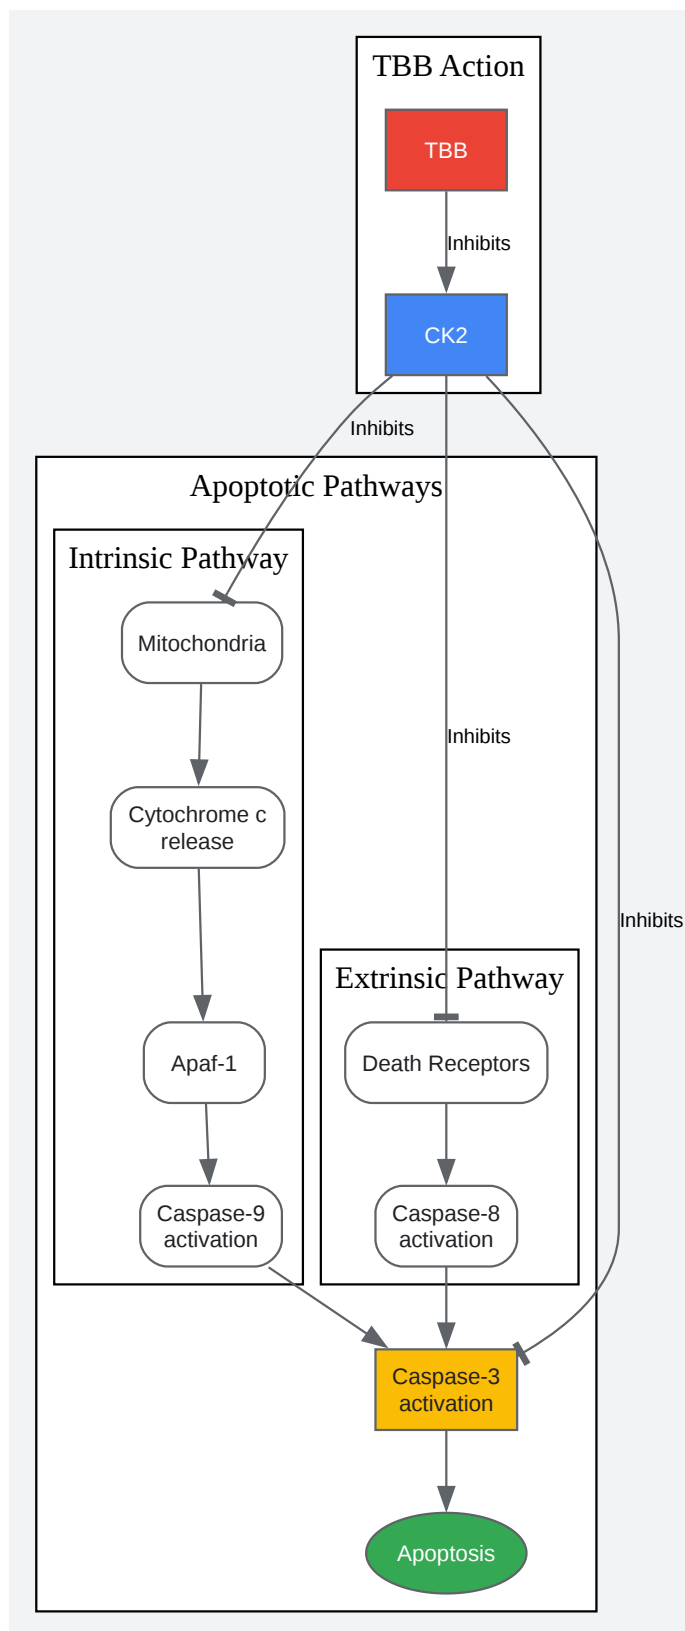 TBB Action
TBB
Inhibits
CK2
Inhibits
Apoptotic Pathways
Intrinsic Pathway
Mitochondria
Inhibits
Cytochrome c
release
Inhibits
Extrinsic Pathway
Apaf-1
Death Receptors
Caspase-9
activation
Caspase-8
activation
Caspase-3
activation
Apoptosis